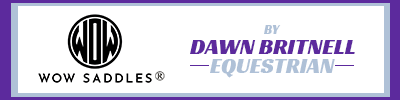 WOW
WOW SADDLES®
BY
DAWN BRITNELL
EQUESTRIAN